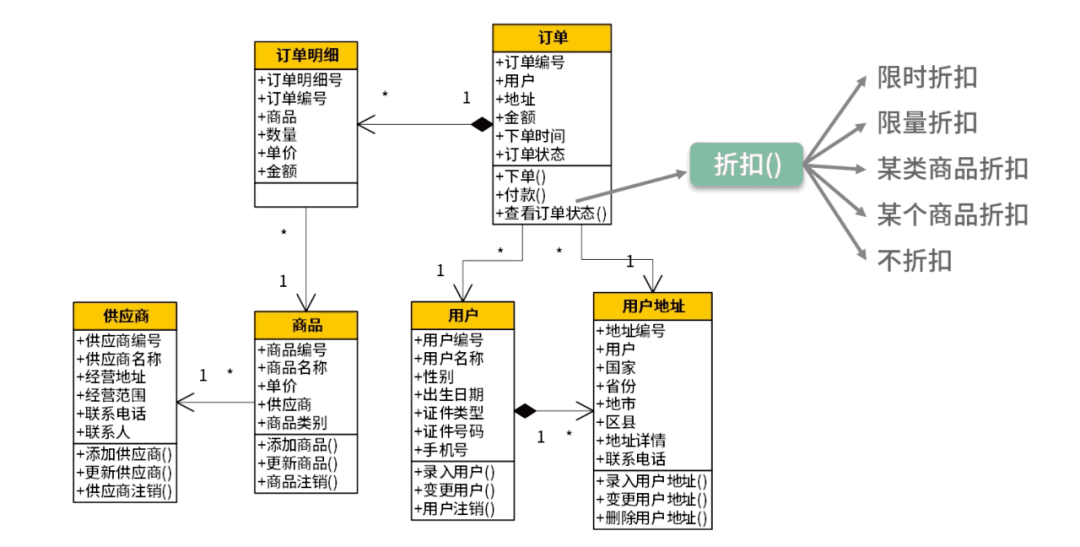 订单明细
+订单明细号
+订单编号
+商品
+数量
+单价
+金额
*
1
订单
+订单编号
+用户
+地址
+金额
+下单时间
+订单状态
+下单()
+付款()
+查看订单状态()
折扣()
限时折扣
限量折扣
某类商品折扣
某个商品折扣
不折扣
*
1
*
1
*
1
供应商
+供应商编号
+供应商名称
+经营地址
+经营范围
+联系电话
+联系人
+添加供应商()
+更新供应商()
+供应商注销()
1
*
商品
+商品编号
+商品名称
+单价
+供应商
+商品类别
+添加商品()
+更新商品()
+商品注销()
用户
+用户编号
+用户名称
+性别
+出生日期
+证件类型
+证件号码
+手机号
+录入用户()
+变更用户()
+用户注销()
1
*
用户地址
+地址编号
+用户
+国家
+省份
+地市
+区县
+地址详情
+联系电话
+录入用户地址()
+变更用户地址()
+删除用户地址()